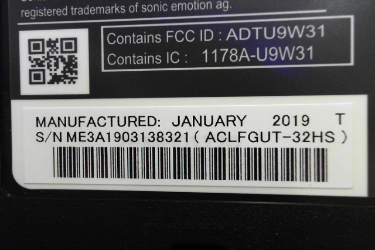 registered trademarks of sonic emotion ag.
Contains FCC ID : ADTU9W31
Contains IC : 1178A-U9W31
MANUFACTURED: JANUARY 2019 T
S/N ME3A1903138321 ( ACLFGUT-32HS )